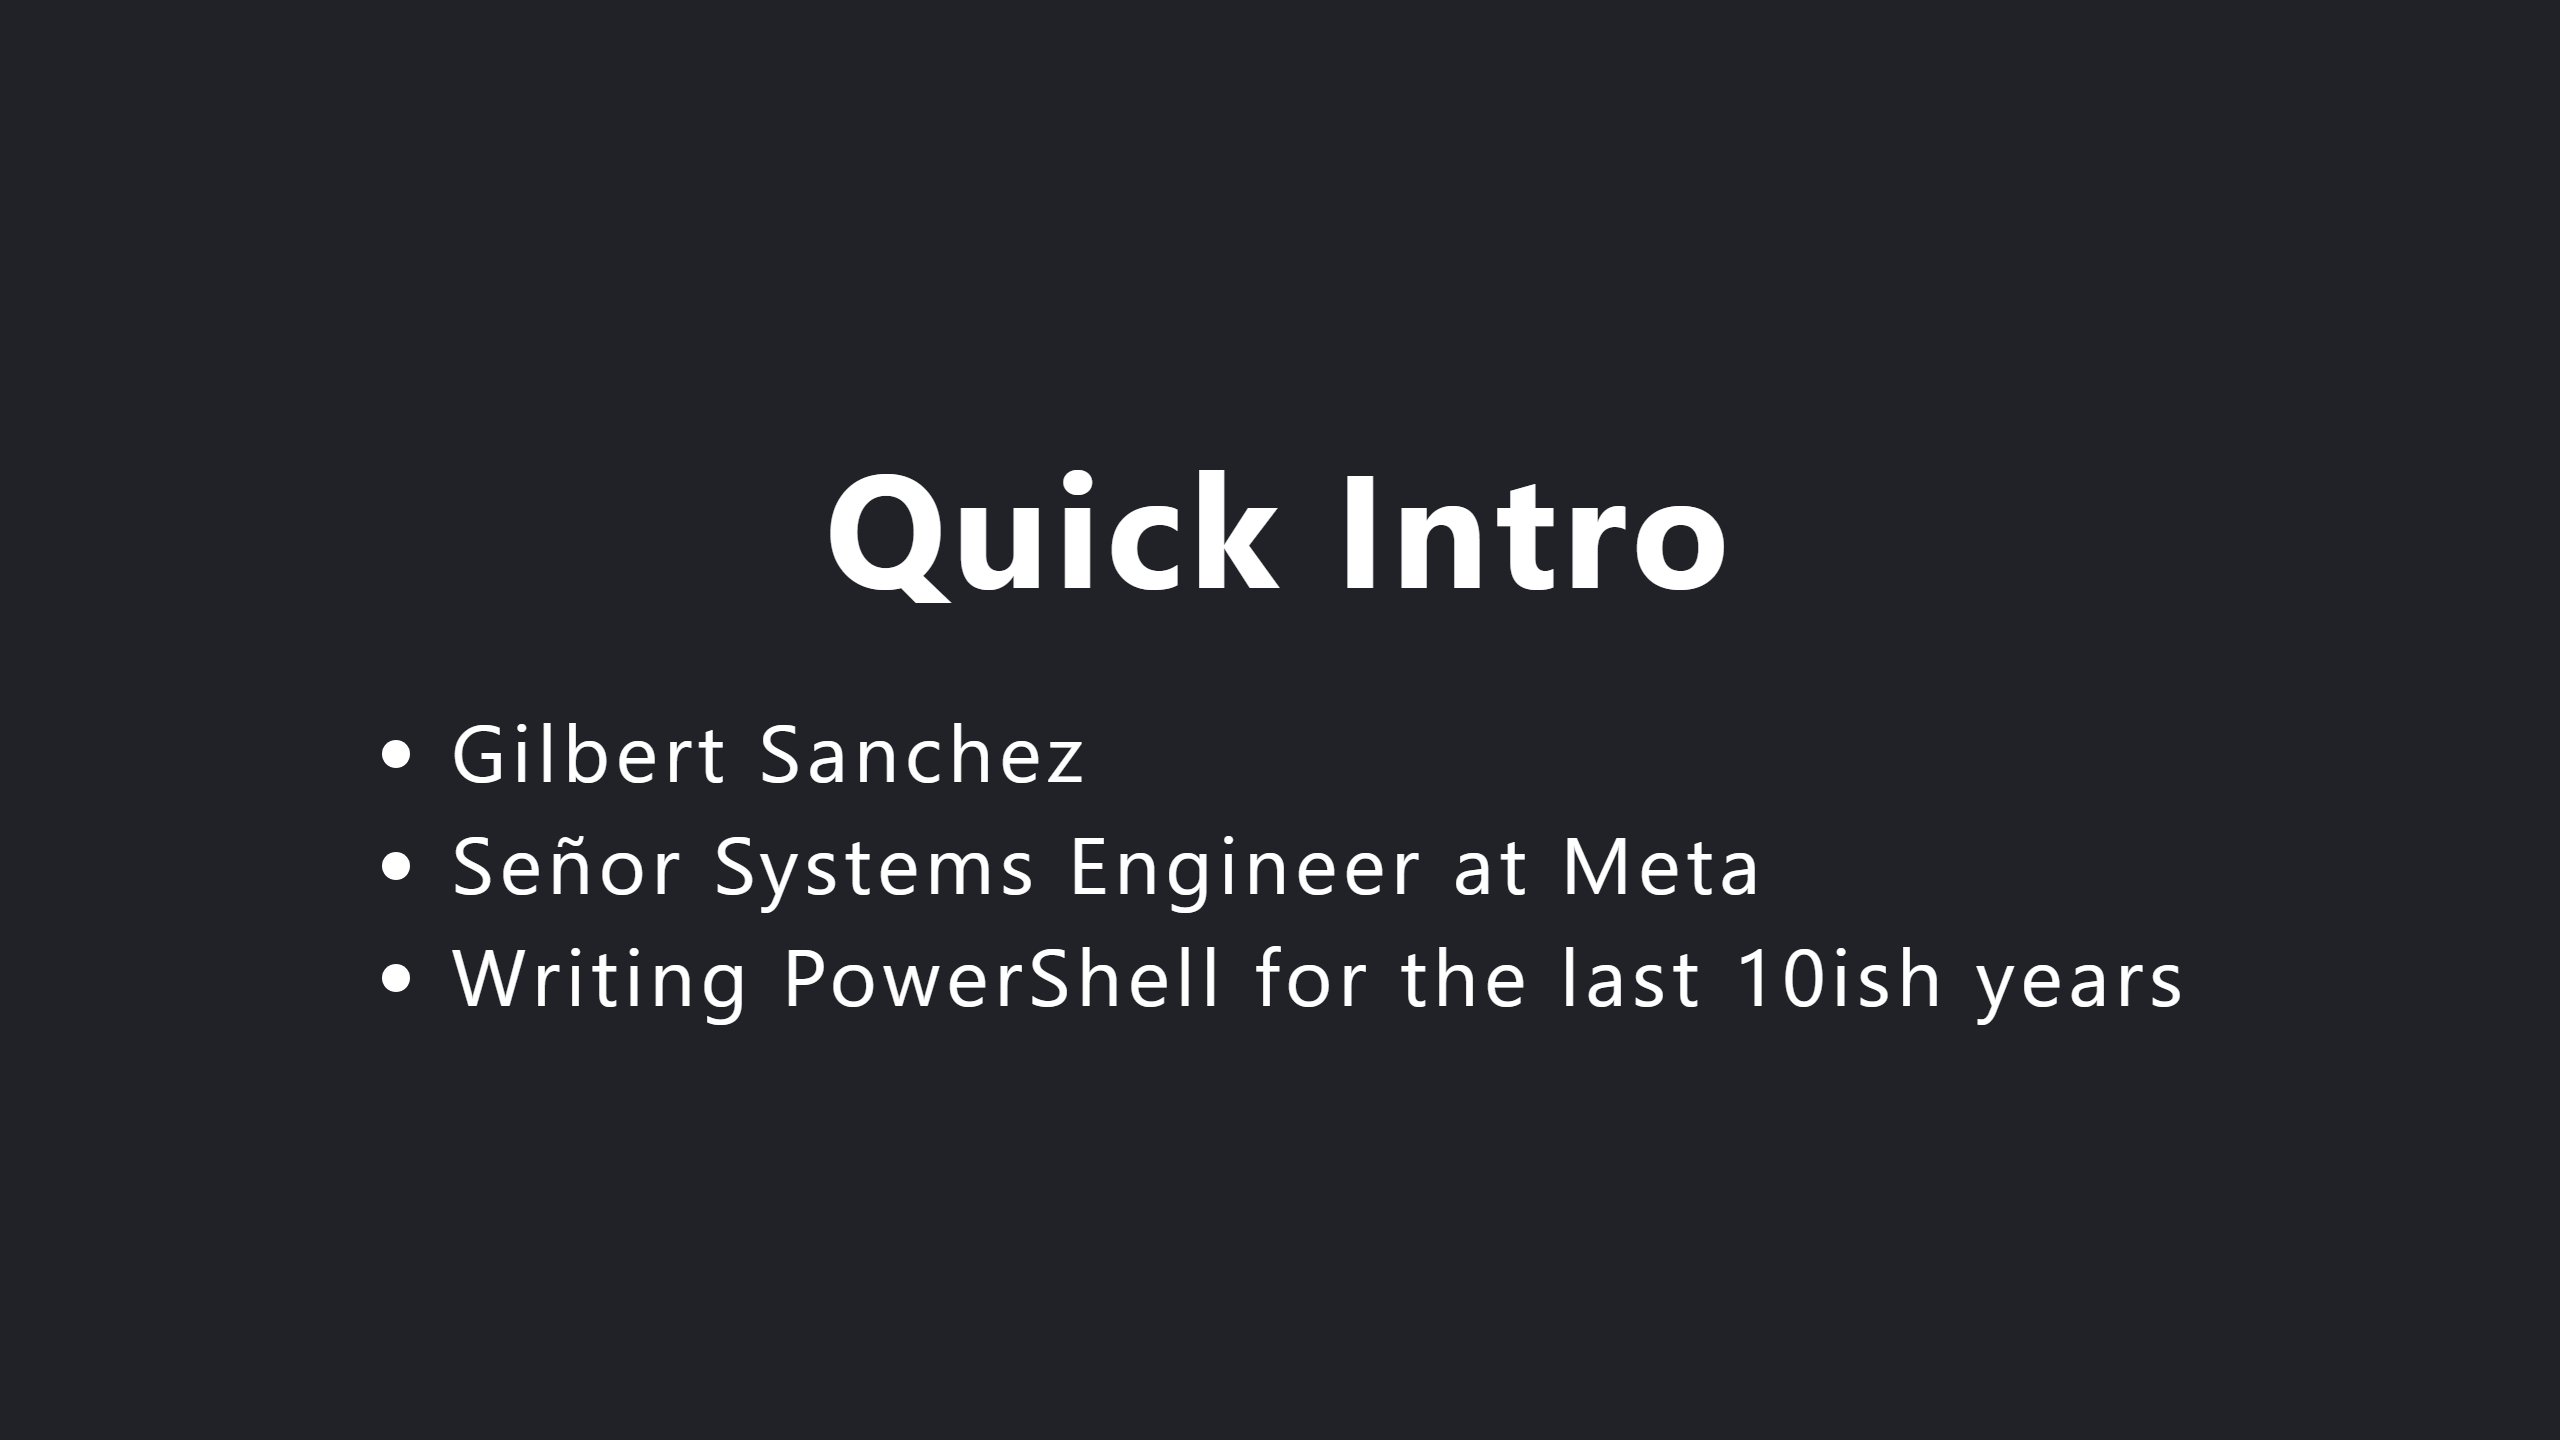 Quick Intro
• Gilbert Sanchez
• Señor Systems Engineer at Meta
• Writing PowerShell for the last 10ish years